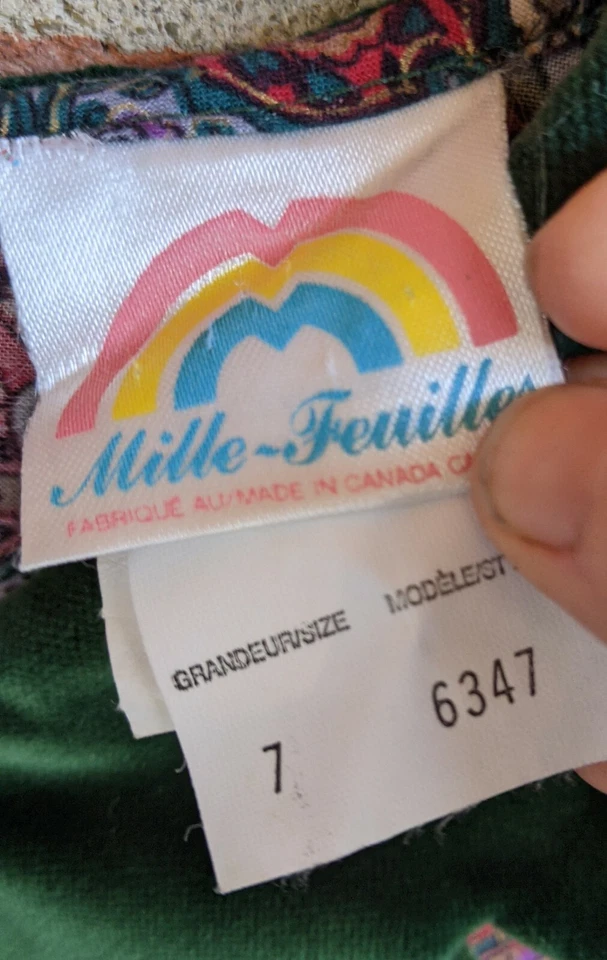 Mille~Feuilles
FABRIQUÉ AU/MADE IN CANADA
GRANDEUR/SIZE MODÈLE/ST
7 6347